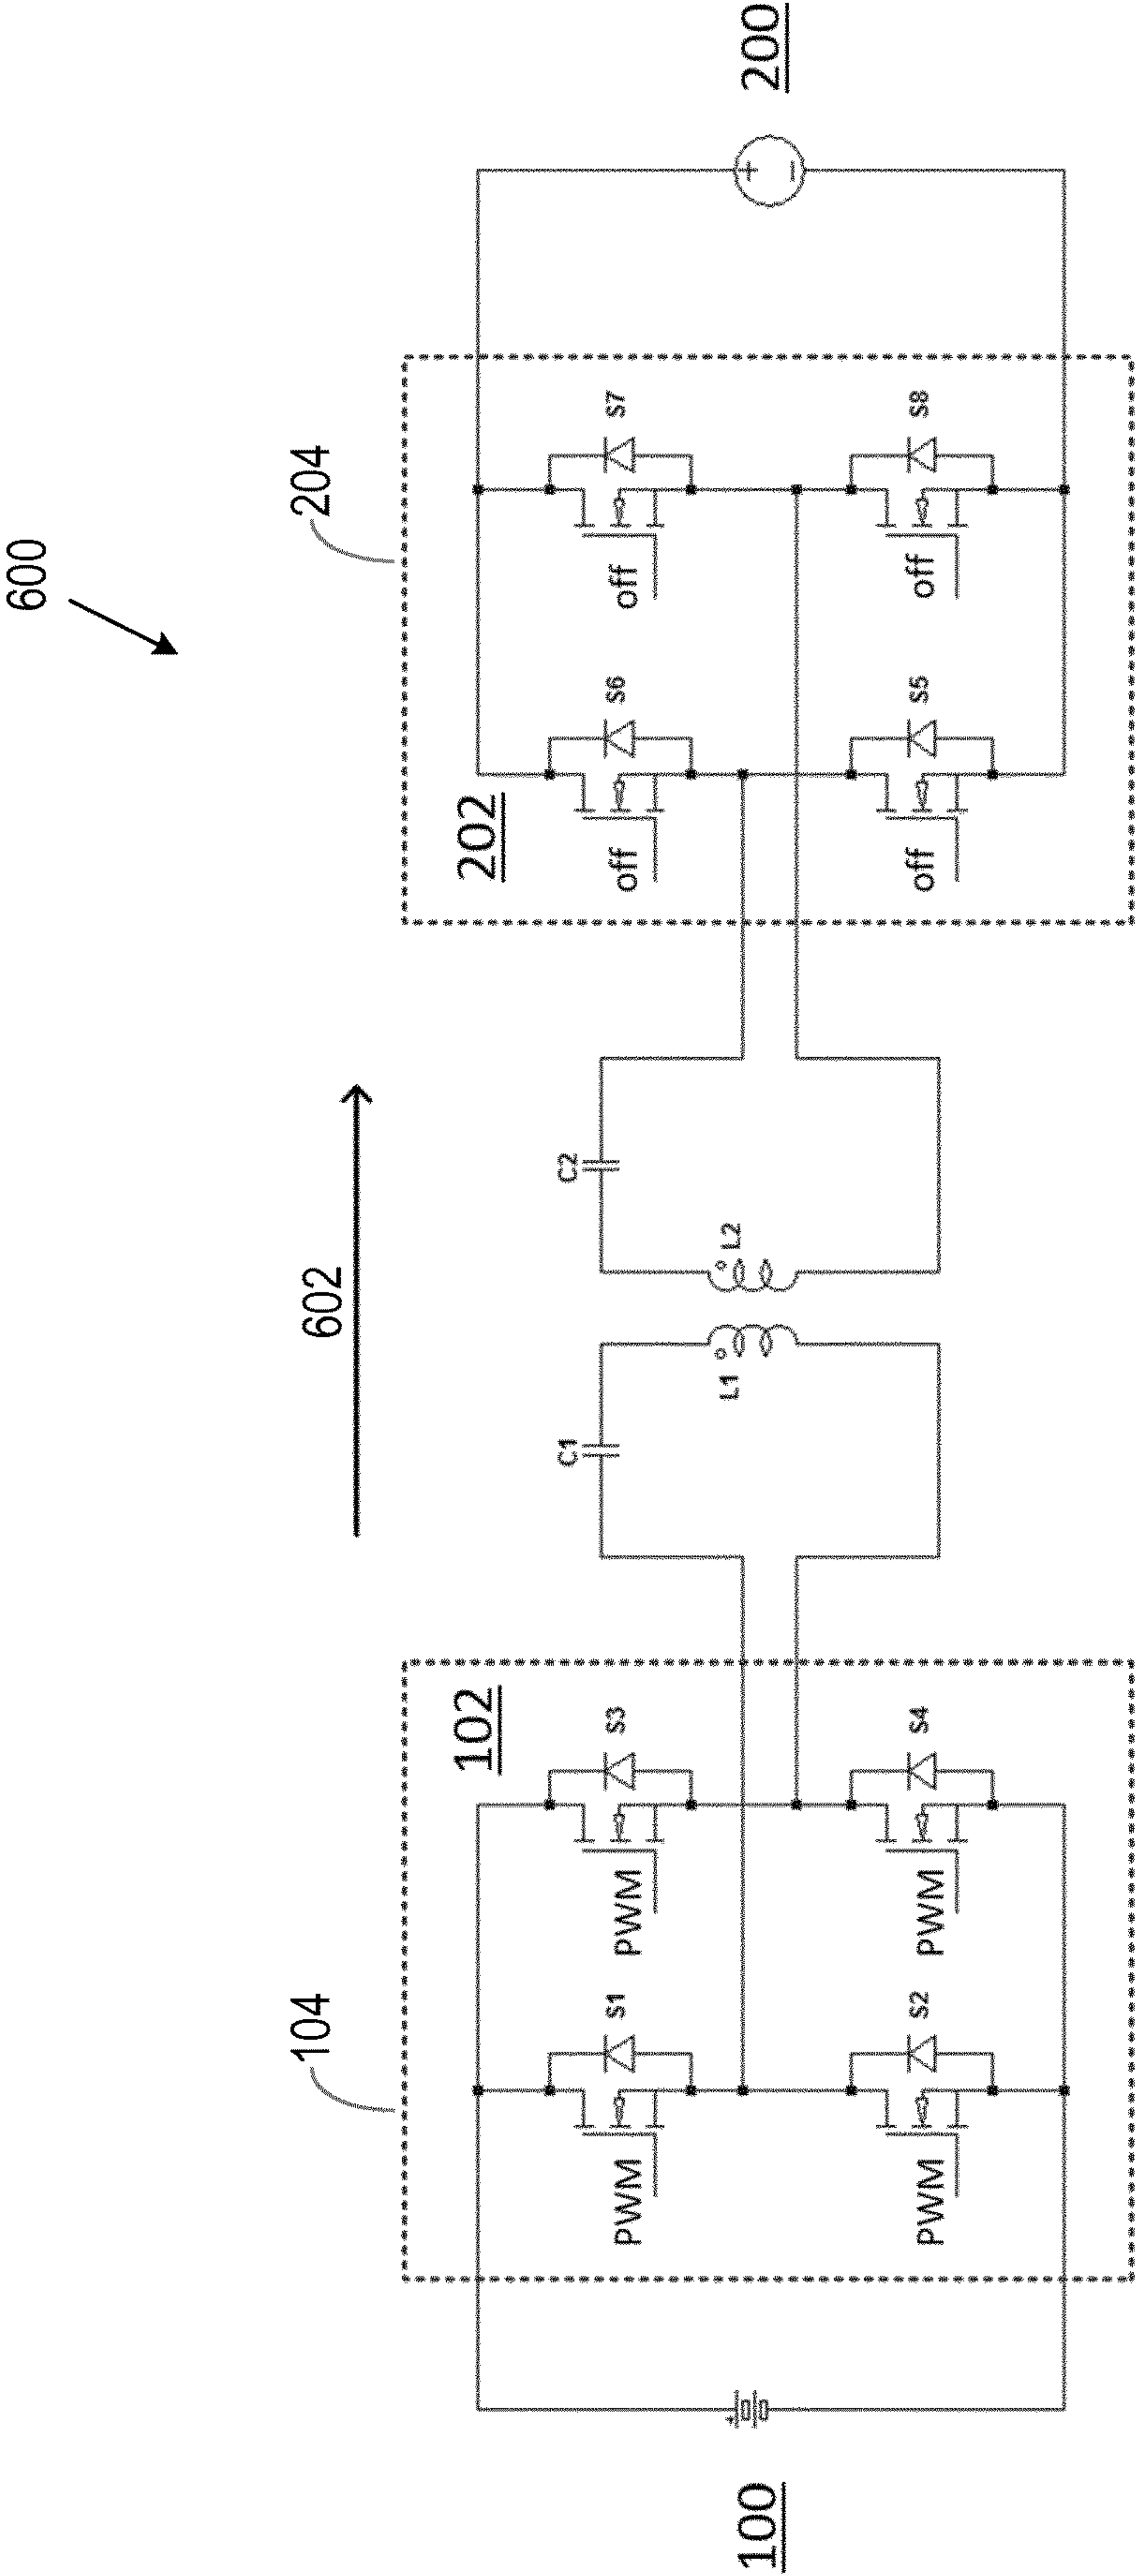 600
602
104
204
102
202
S1
S3
S6
S7
PWM
PWM
off
off
C1
C2
L1
L2
100
+
+
−
200
S2
S4
S5
S8
PWM
PWM
off
off